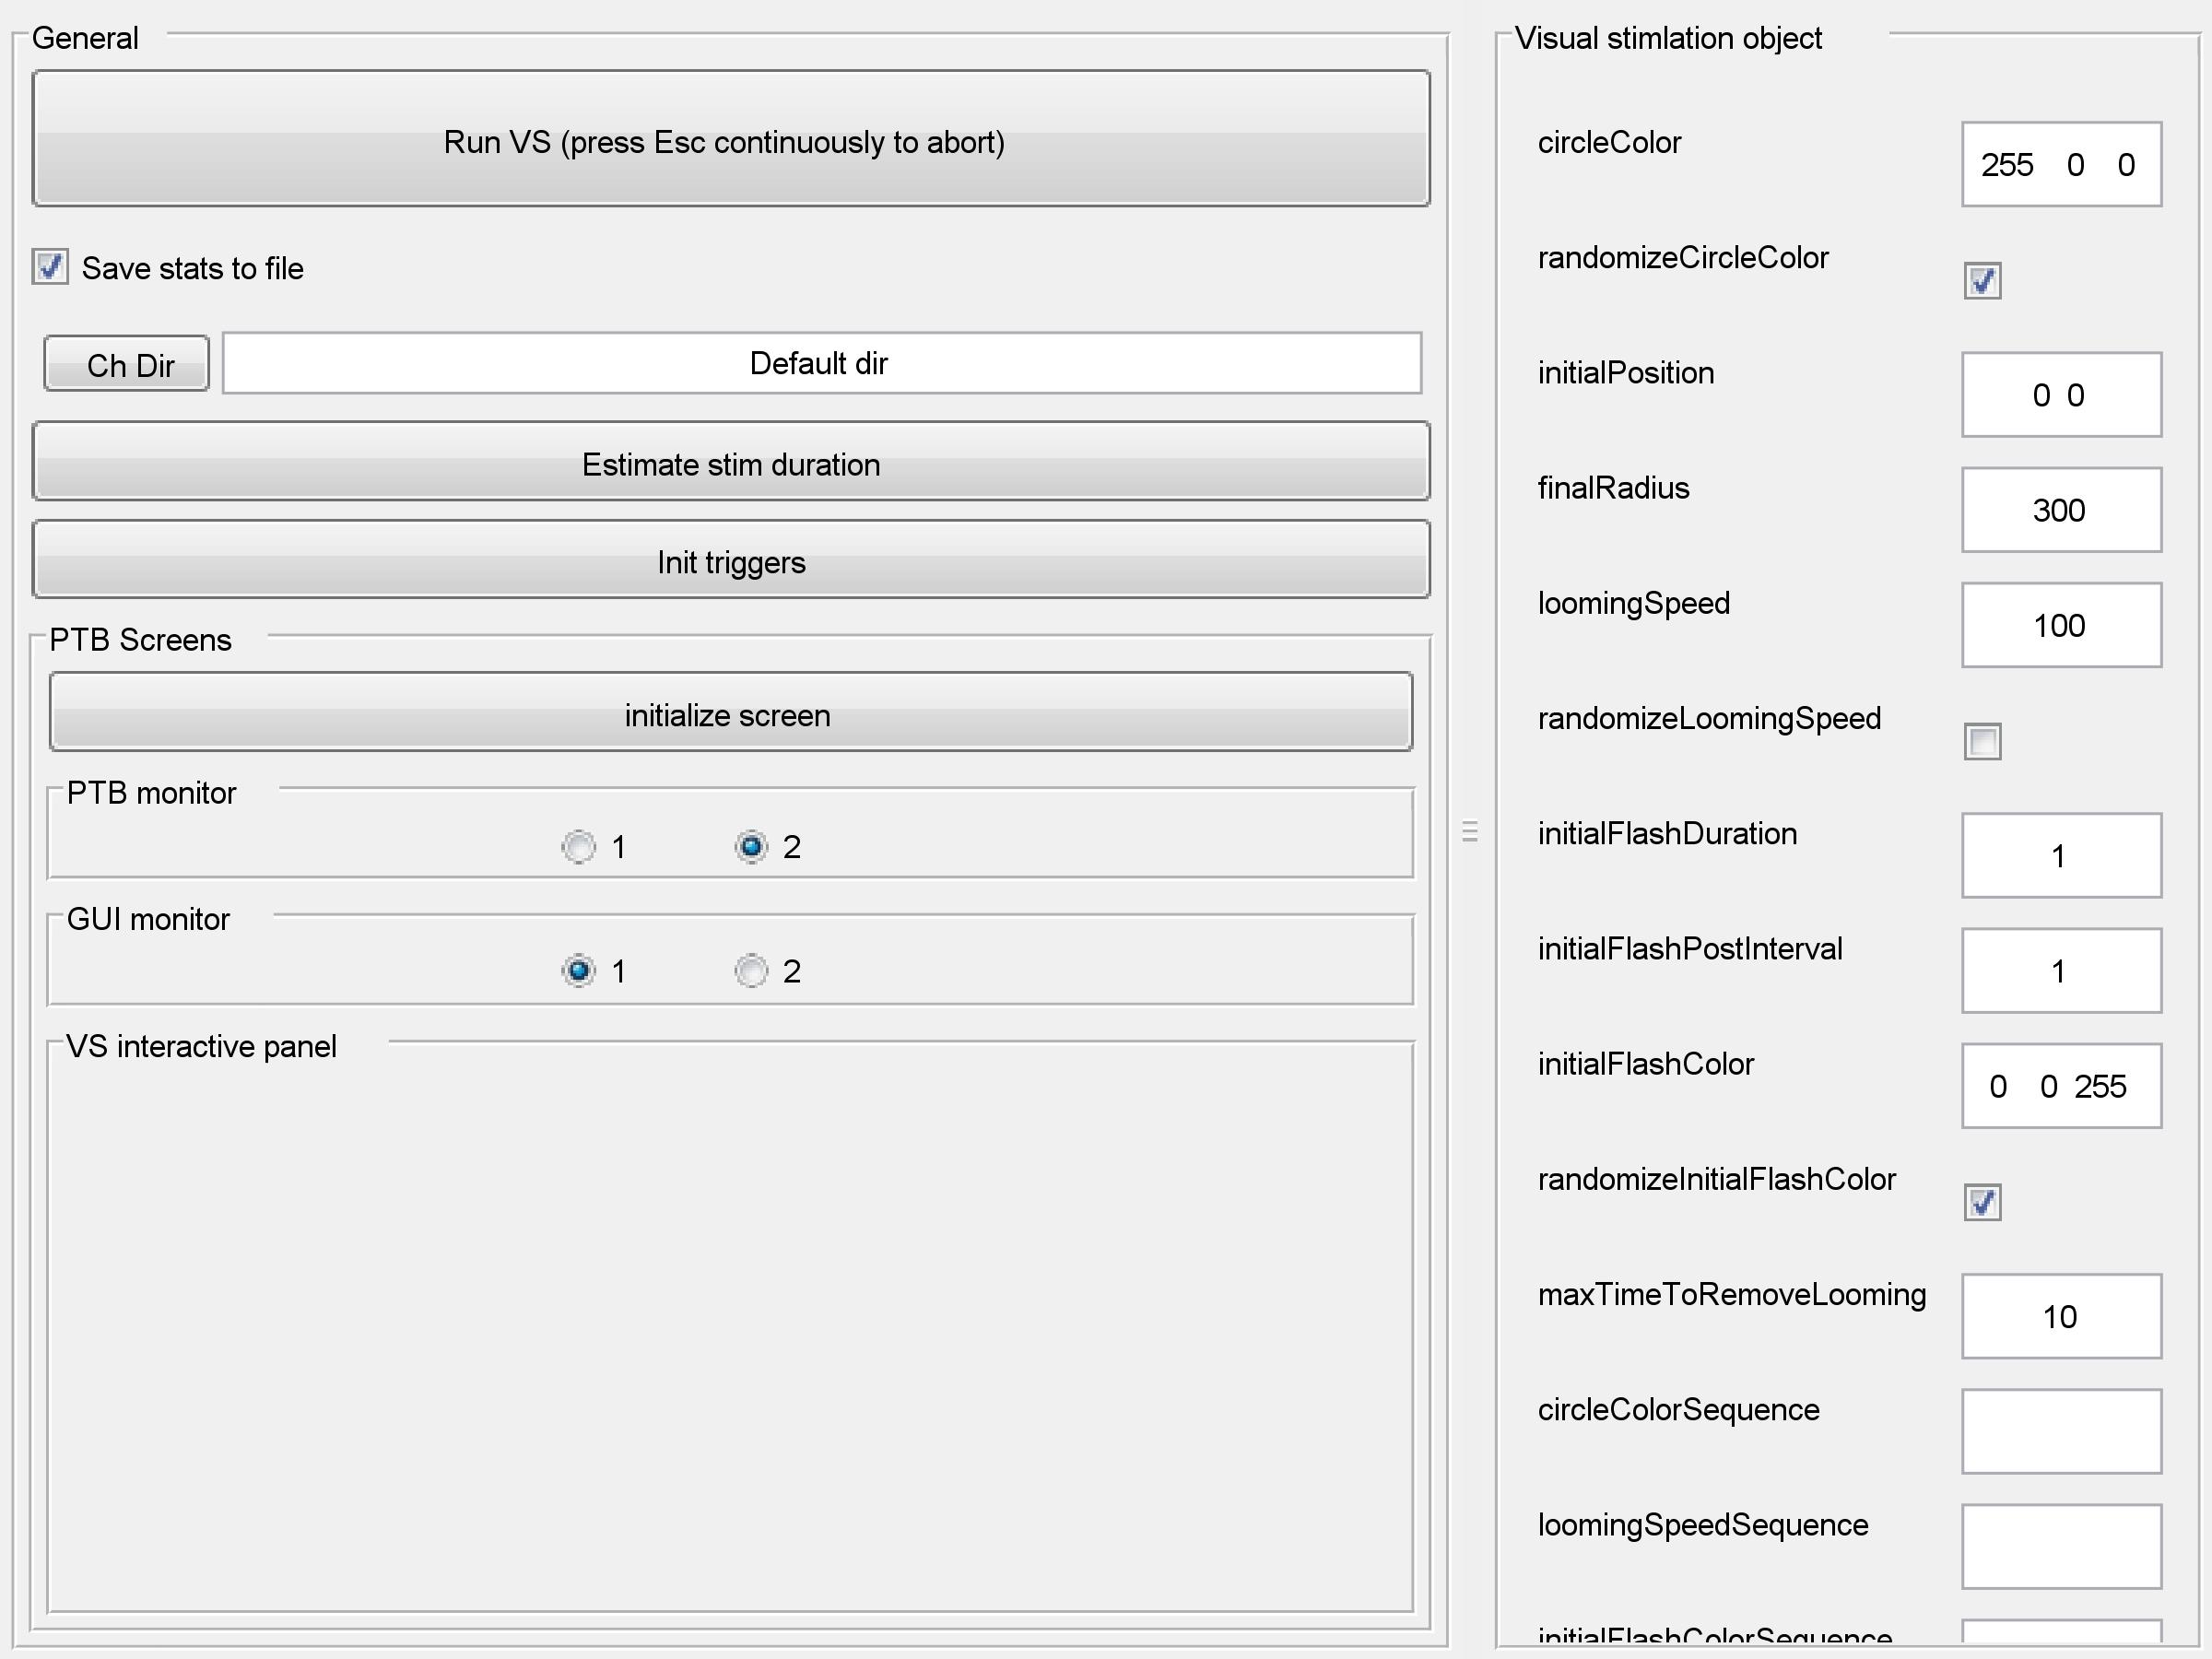 General
Run VS (press Esc continuously to abort)
Save stats to file
Ch Dir
Default dir
Estimate stim duration
Init triggers
PTB Screens
initialize screen
PTB monitor
1 2
GUI monitor
1 2
VS interactive panel
Visual stimlation object
circleColor 255 0 0
randomizeCircleColor
initialPosition 0 0
finalRadius 300
loomingSpeed 100
randomizeLoomingSpeed
initialFlashDuration 1
initialFlashPostInterval 1
initialFlashColor 0 0 255
randomizeInitialFlashColor
maxTimeToRemoveLooming 10
circleColorSequence
loomingSpeedSequence
initialFlashColorSequence